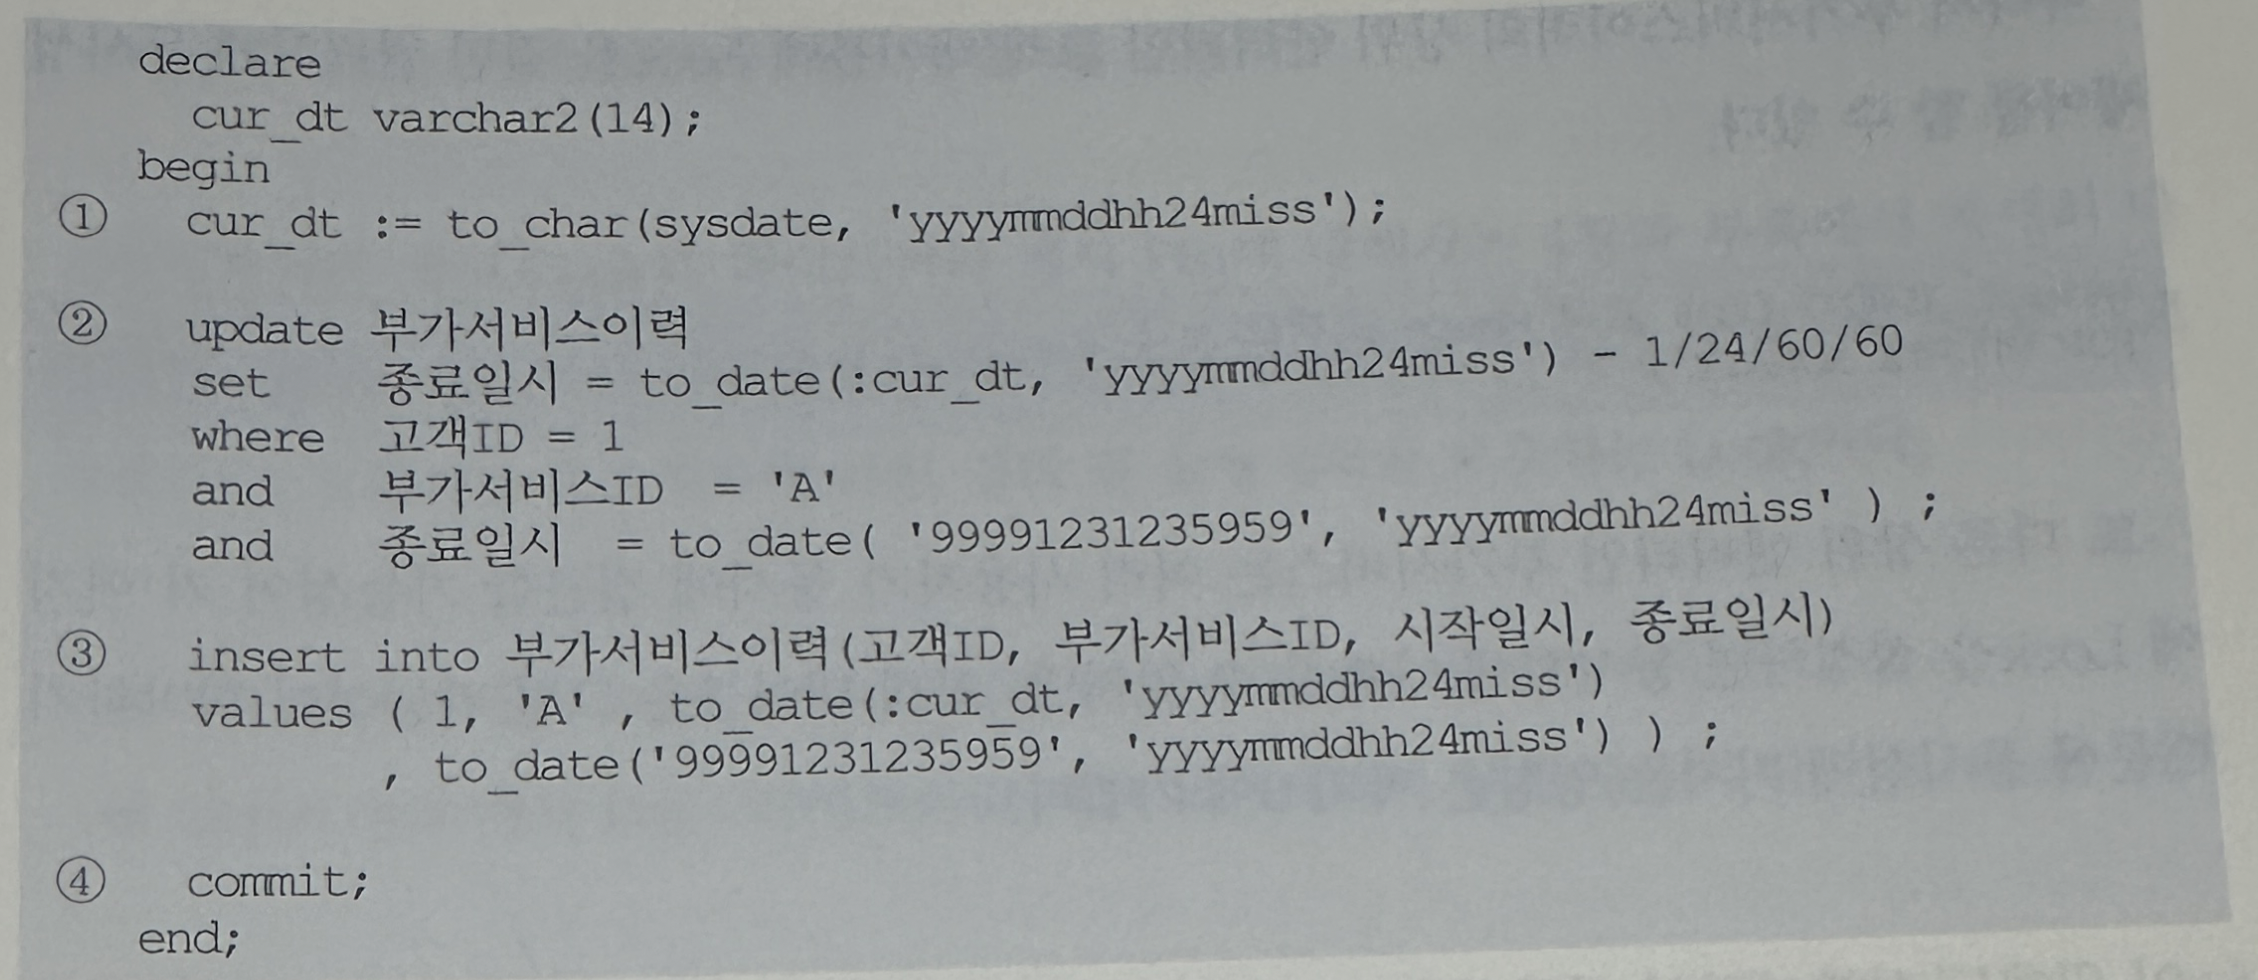 declare
cur_dt varchar2(14);
begin
① cur_dt := to_char(sysdate, 'yyyymmddhh24miss');
② update 부가서비스이력
set 종료일시 = to_date(:cur_dt, 'yyyymmddhh24miss') - 1/24/60/60
where 고객ID = 1
and 부가서비스ID = 'A'
and 종료일시 = to_date( '99991231235959', 'yyyymmddhh24miss' ) ;
③ insert into 부가서비스이력(고객ID, 부가서비스ID, 시작일시, 종료일시)
values ( 1, 'A' , to_date(:cur_dt, 'yyyymmddhh24miss')
, to_date('99991231235959', 'yyyymmddhh24miss') ) ;
④ commit;
end;